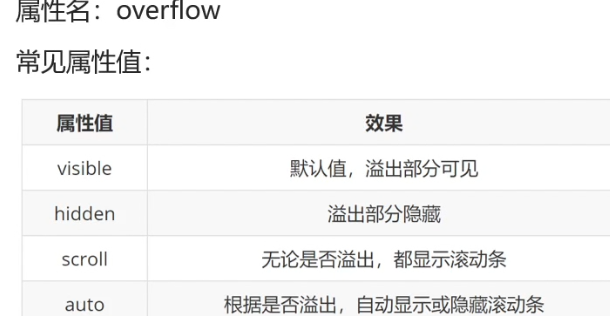 属性名：overflow
常见属性值：
属性值 效果
visible 默认值，溢出部分可见
hidden 溢出部分隐藏
scroll 无论是否溢出，都显示滚动条
auto 根据是否溢出，自动显示或隐藏滚动条